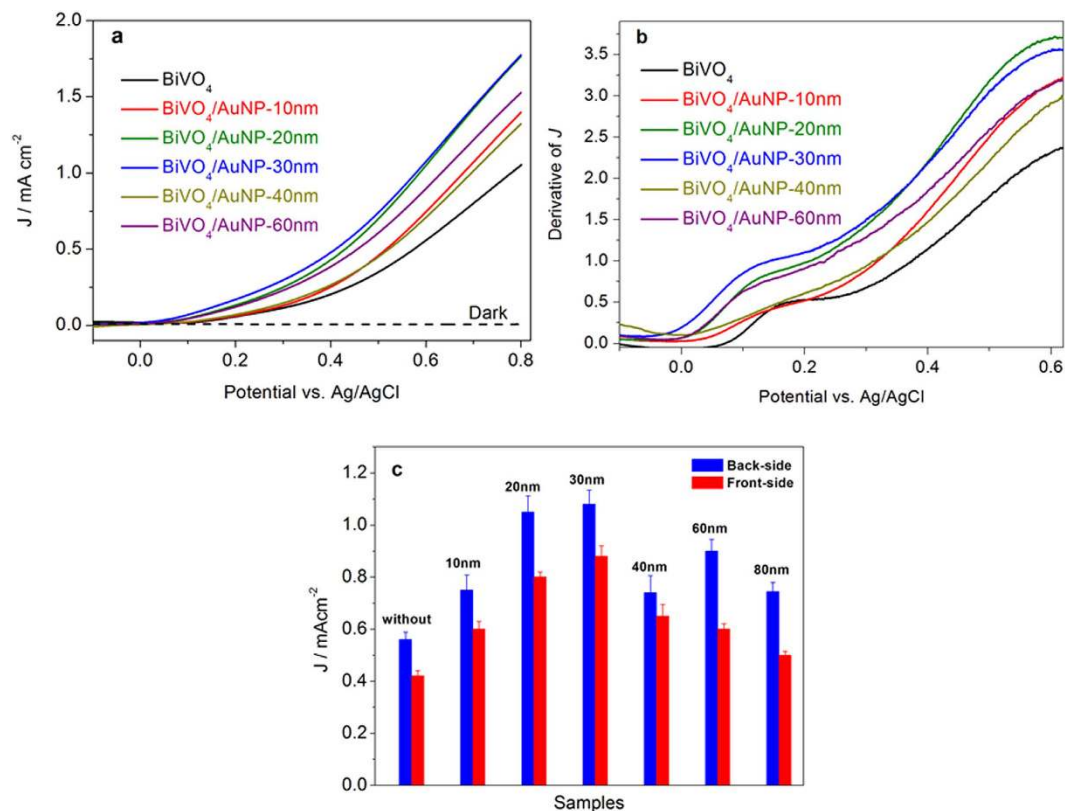 a
J / mA cm⁻²
2.0
1.5
1.0
0.5
0.0
BiVO₄
BiVO₄/AuNP-10nm
BiVO₄/AuNP-20nm
BiVO₄/AuNP-30nm
BiVO₄/AuNP-40nm
BiVO₄/AuNP-60nm
Dark
0.0 0.2 0.4 0.6 0.8
Potential vs. Ag/AgCl
b
Derivative of J
3.5
3.0
2.5
2.0
1.5
1.0
0.5
0.0
BiVO₄
BiVO₄/AuNP-10nm
BiVO₄/AuNP-20nm
BiVO₄/AuNP-30nm
BiVO₄/AuNP-40nm
BiVO₄/AuNP-60nm
0.0 0.2 0.4 0.6
Potential vs. Ag/AgCl
c
J / mAcm⁻²
1.2
1.0
0.8
0.6
0.4
0.2
0.0
Back-side
Front-side
without
10nm
20nm
30nm
40nm
60nm
80nm
Samples